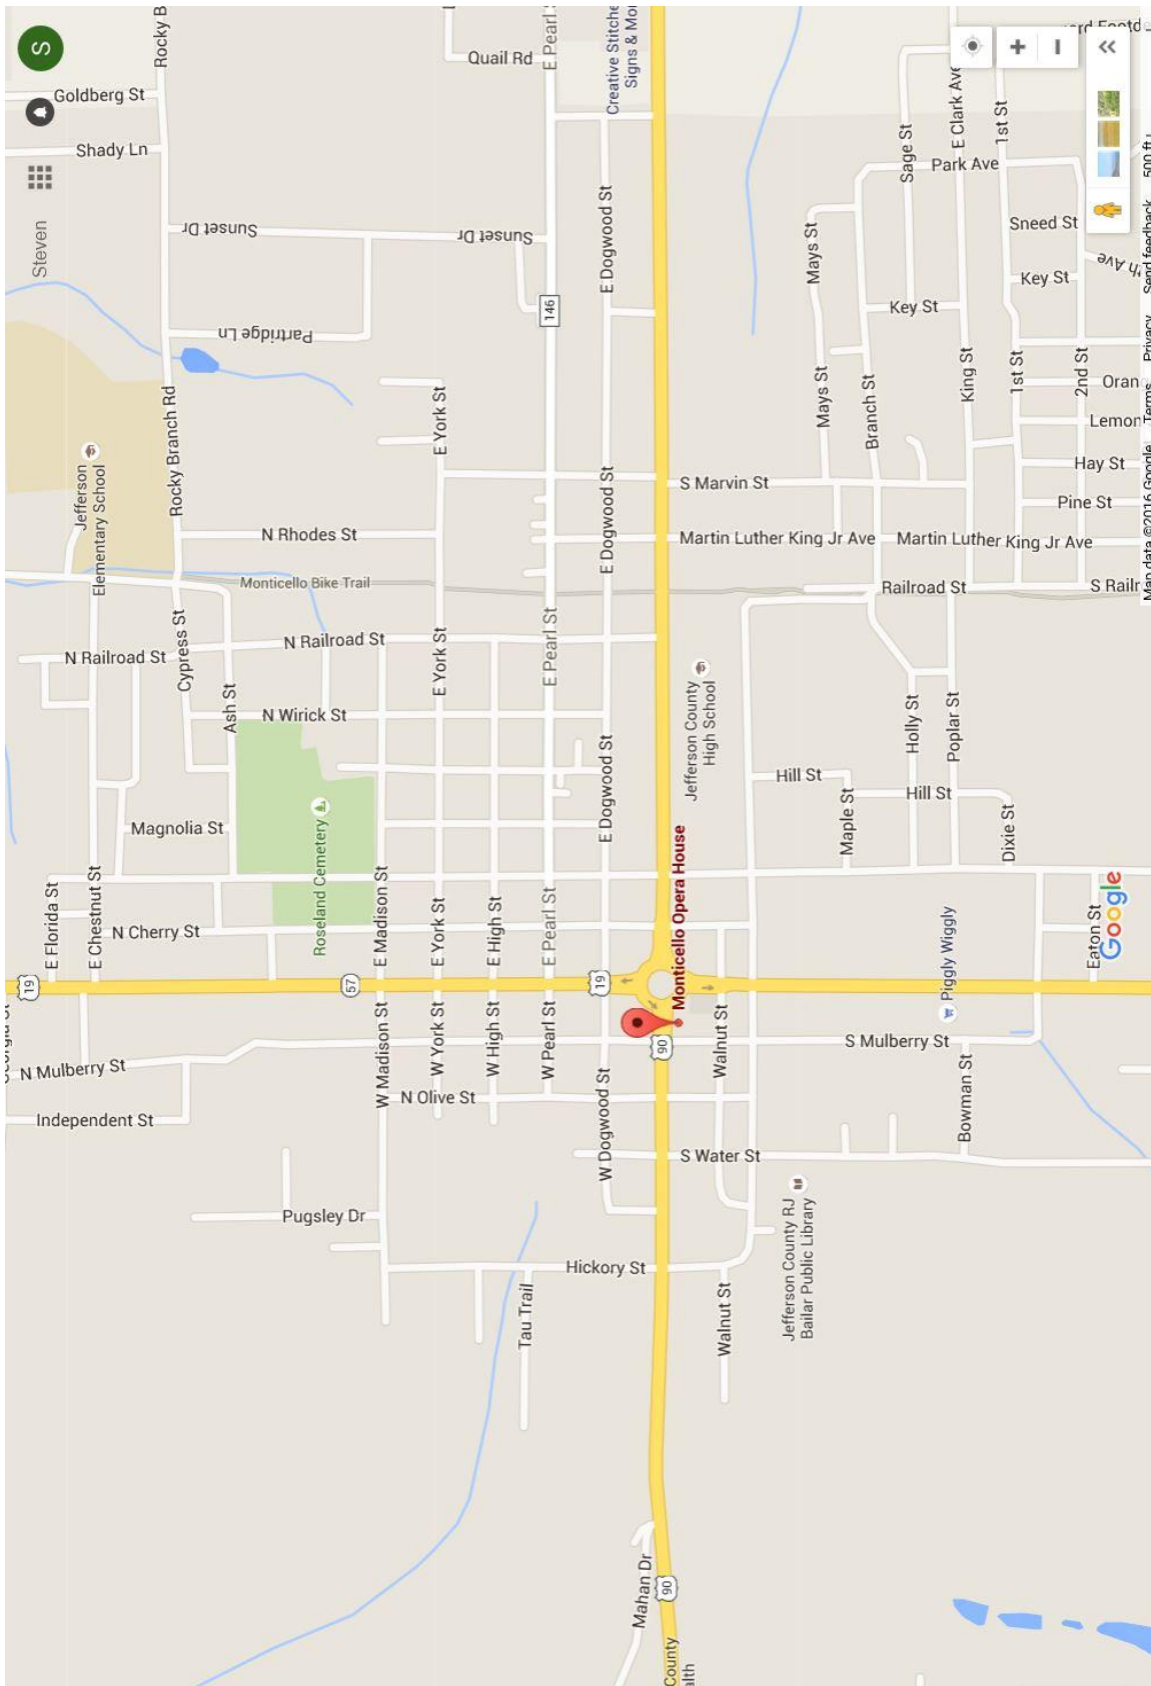 S
Steven
Goldberg St
Rocky B
Shady Ln
Sunset Dr
Sunset Dr
Partridge Ln
Quail Rd
E Pearl S
Creative Stitche
Signs & Mo
146
E Dogwood St
Jefferson
Elementary School
Rocky Branch Rd
E York St
E Dogwood St
N Rhodes St
Monticello Bike Trail
E Dogwood St
Cypress St
N Railroad St
N Railroad St
E York St
E Pearl St
Ash St
N Wirick St
Magnolia St
Roseland Cemetery
E Dogwood St
E Florida St
E Chestnut St
N Cherry St
E Madison St
E York St
E High St
E Pearl St
19
57
19
N Mulberry St
Independent St
W Madison St
W York St
W High St
W Pearl St
N Olive St
W Dogwood St
Pugsley Dr
Tau Trail
Hickory St
90
Monticello Opera House
Jefferson County
High School
Walnut St
S Water St
Walnut St
Jefferson County RJ
Bailar Public Library
Mahan Dr
90
County
alth
S Marvin St
Martin Luther King Jr Ave
Martin Luther King Jr Ave
Mays St
Mays St
Branch St
Sage St
Key St
E Clark Ave
King St
1st St
1st St
Park Ave
Sneed St
Key St
th Ave
2nd St
Oran
Lemon
Hay St
Pine St
Railroad St
S Railr
Holly St
Poplar St
Hill St
Hill St
Maple St
Dixie St
Piggly Wiggly
S Mulberry St
Bowman St
Eaton St
Google
Map data ©2016 Google Terms Privacy Send feedback 500 ft